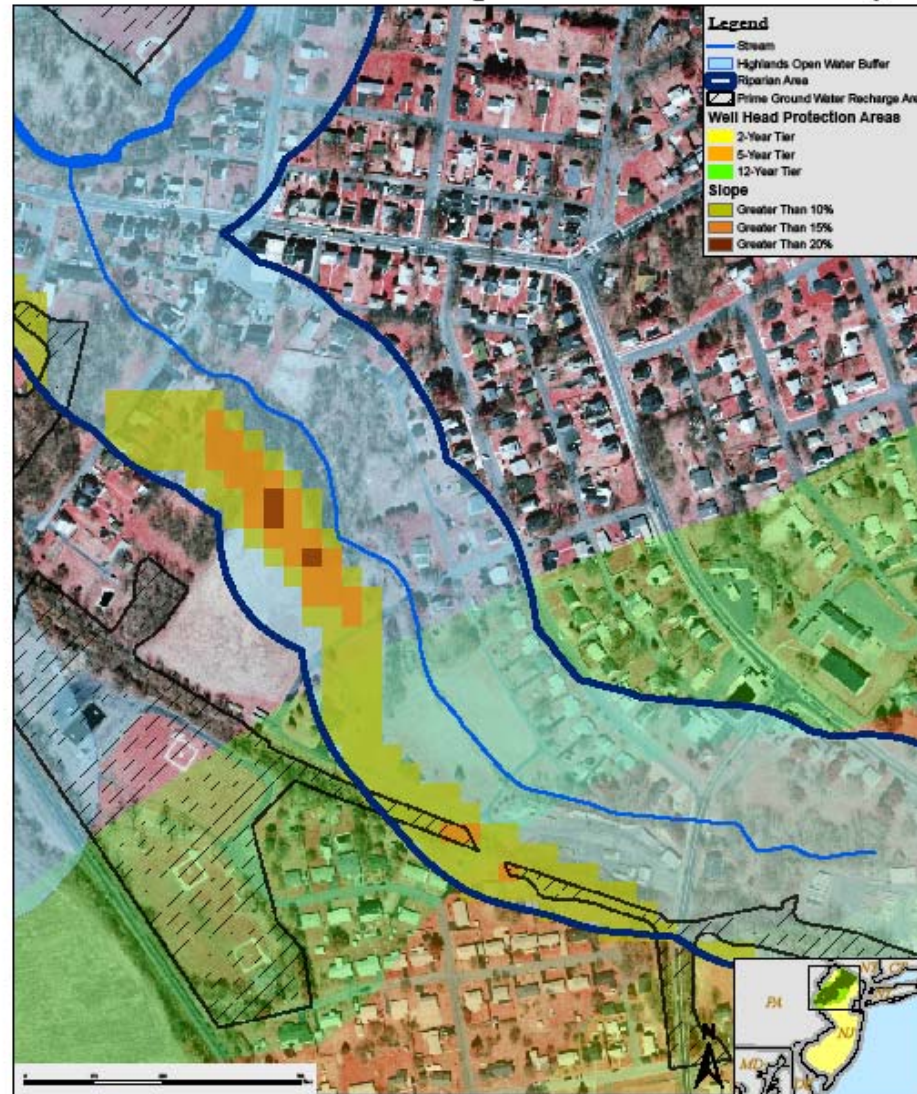 Legend
Stream
Highlands Open Water Buffer
Riparian Area
Prime Ground Water Recharge Are
Well Head Protection Areas
2-Year Tier
5-Year Tier
12-Year Tier
Slope
Greater Than 10%
Greater Than 15%
Greater Than 20%
N
PA
NJ
MD